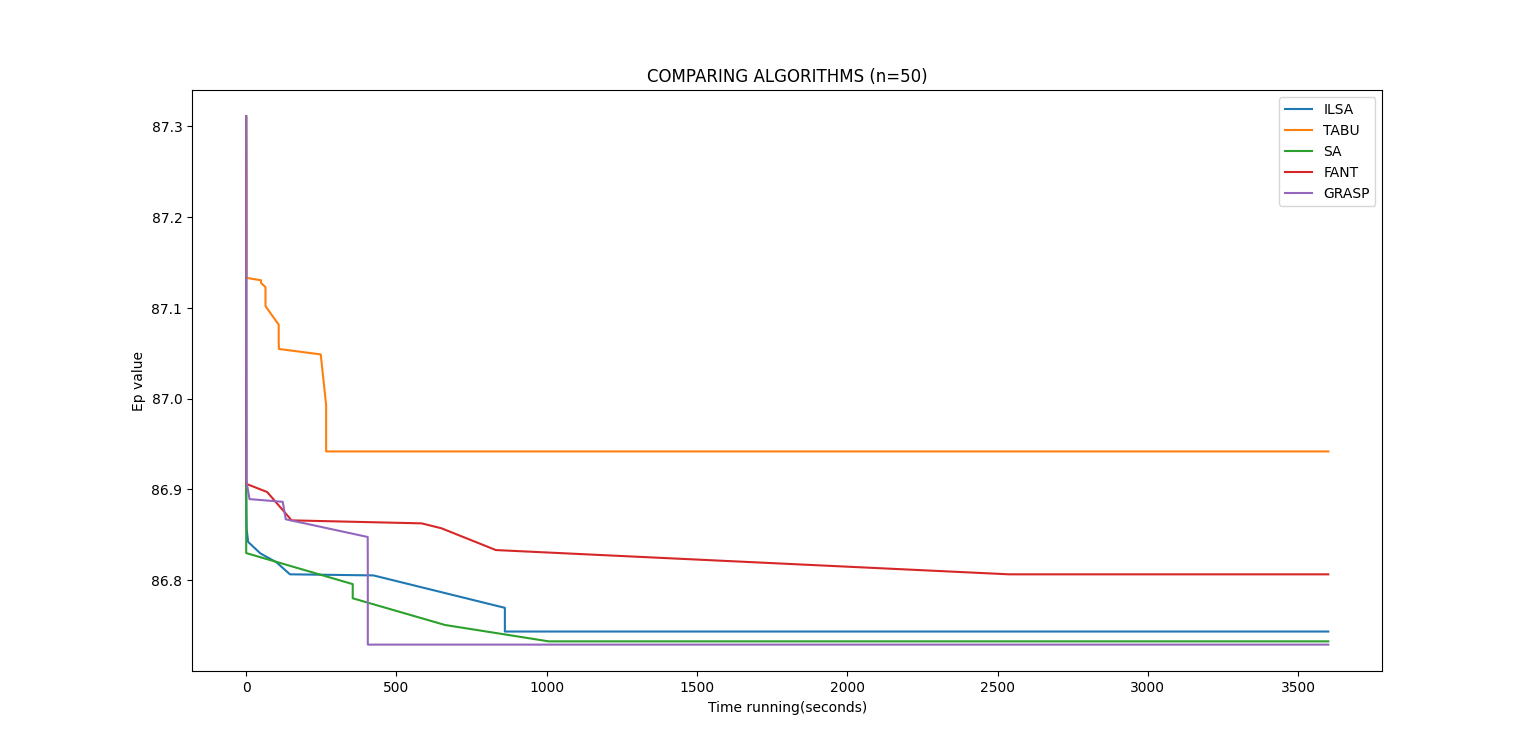 COMPARING ALGORITHMS (n=50)
ILSA
TABU
SA
FANT
GRASP
87.3
87.2
87.1
87.0
86.9
86.8
Ep value
0
500
1000
1500
2000
2500
3000
3500
Time running(seconds)